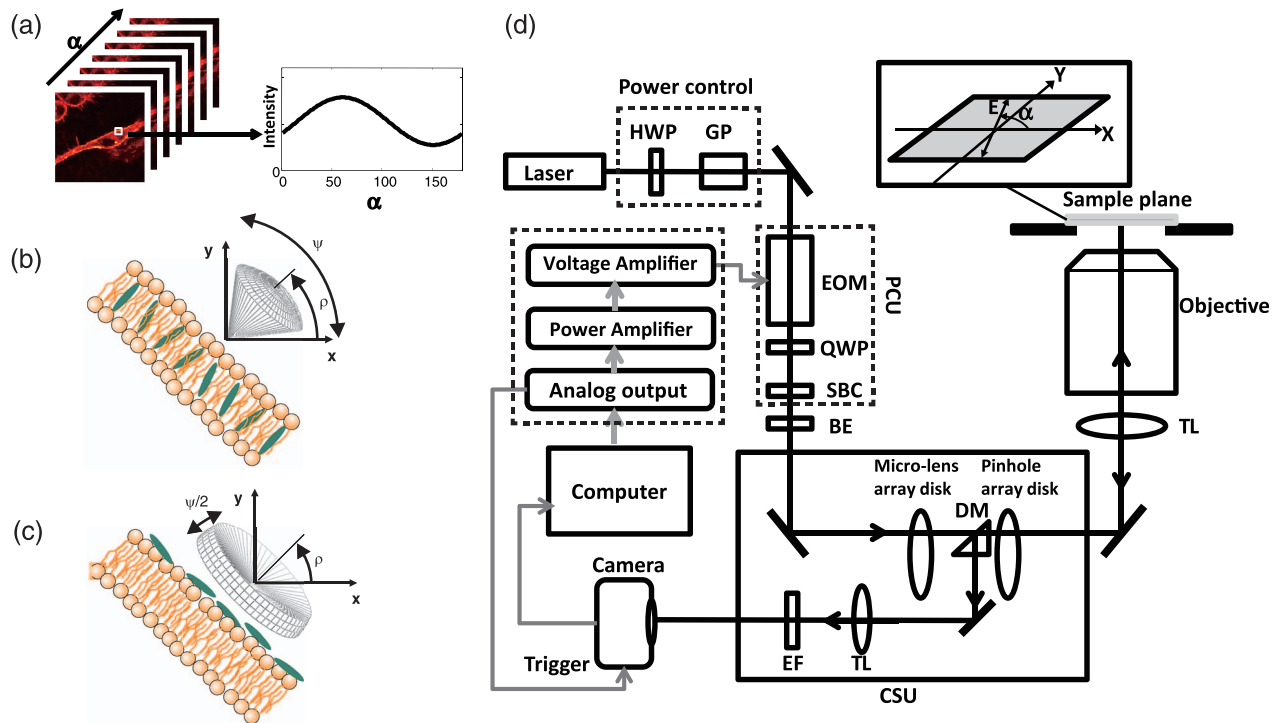 (a)
α
Intensity
0
0
50
100
150
α
(b)
y
ψ
ρ
x
(c)
ψ/2
y
ρ
x
(d)
Power control
HWP
GP
Laser
Voltage Amplifier
Power Amplifier
Analog output
Computer
Camera
Trigger
EOM
PCU
QWP
SBC
BE
Y
E
α
X
Sample plane
Objective
TL
Micro-lens
array disk
Pinhole
array disk
DM
EF
TL
CSU